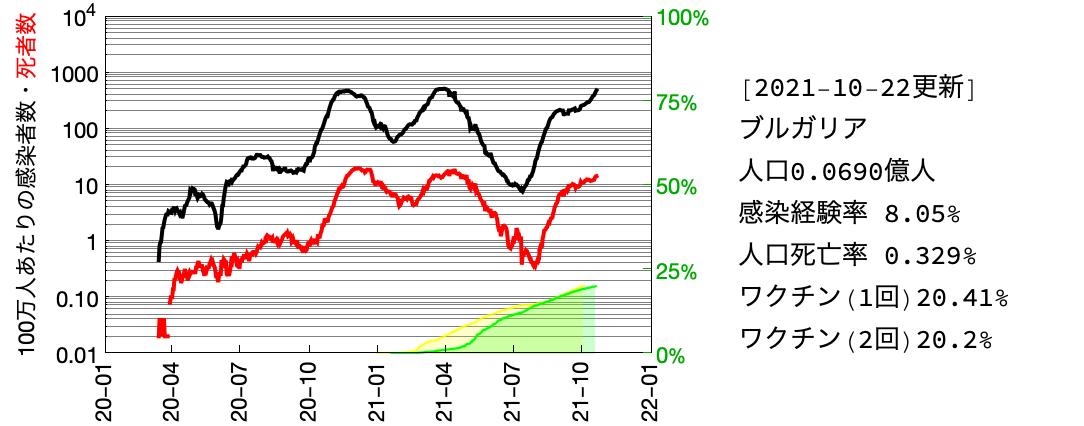 100万人あたりの感染者数・死者数
10^4
1000
100
10
1
0.10
0.01
100%
75%
50%
25%
0%
20-01
20-04
20-07
20-10
21-01
21-04
21-07
21-10
22-01
[2021-10-22更新]
ブルガリア
人口0.0690億人
感染経験率 8.05%
人口死亡率 0.329%
ワクチン(1回)20.41%
ワクチン(2回)20.2%